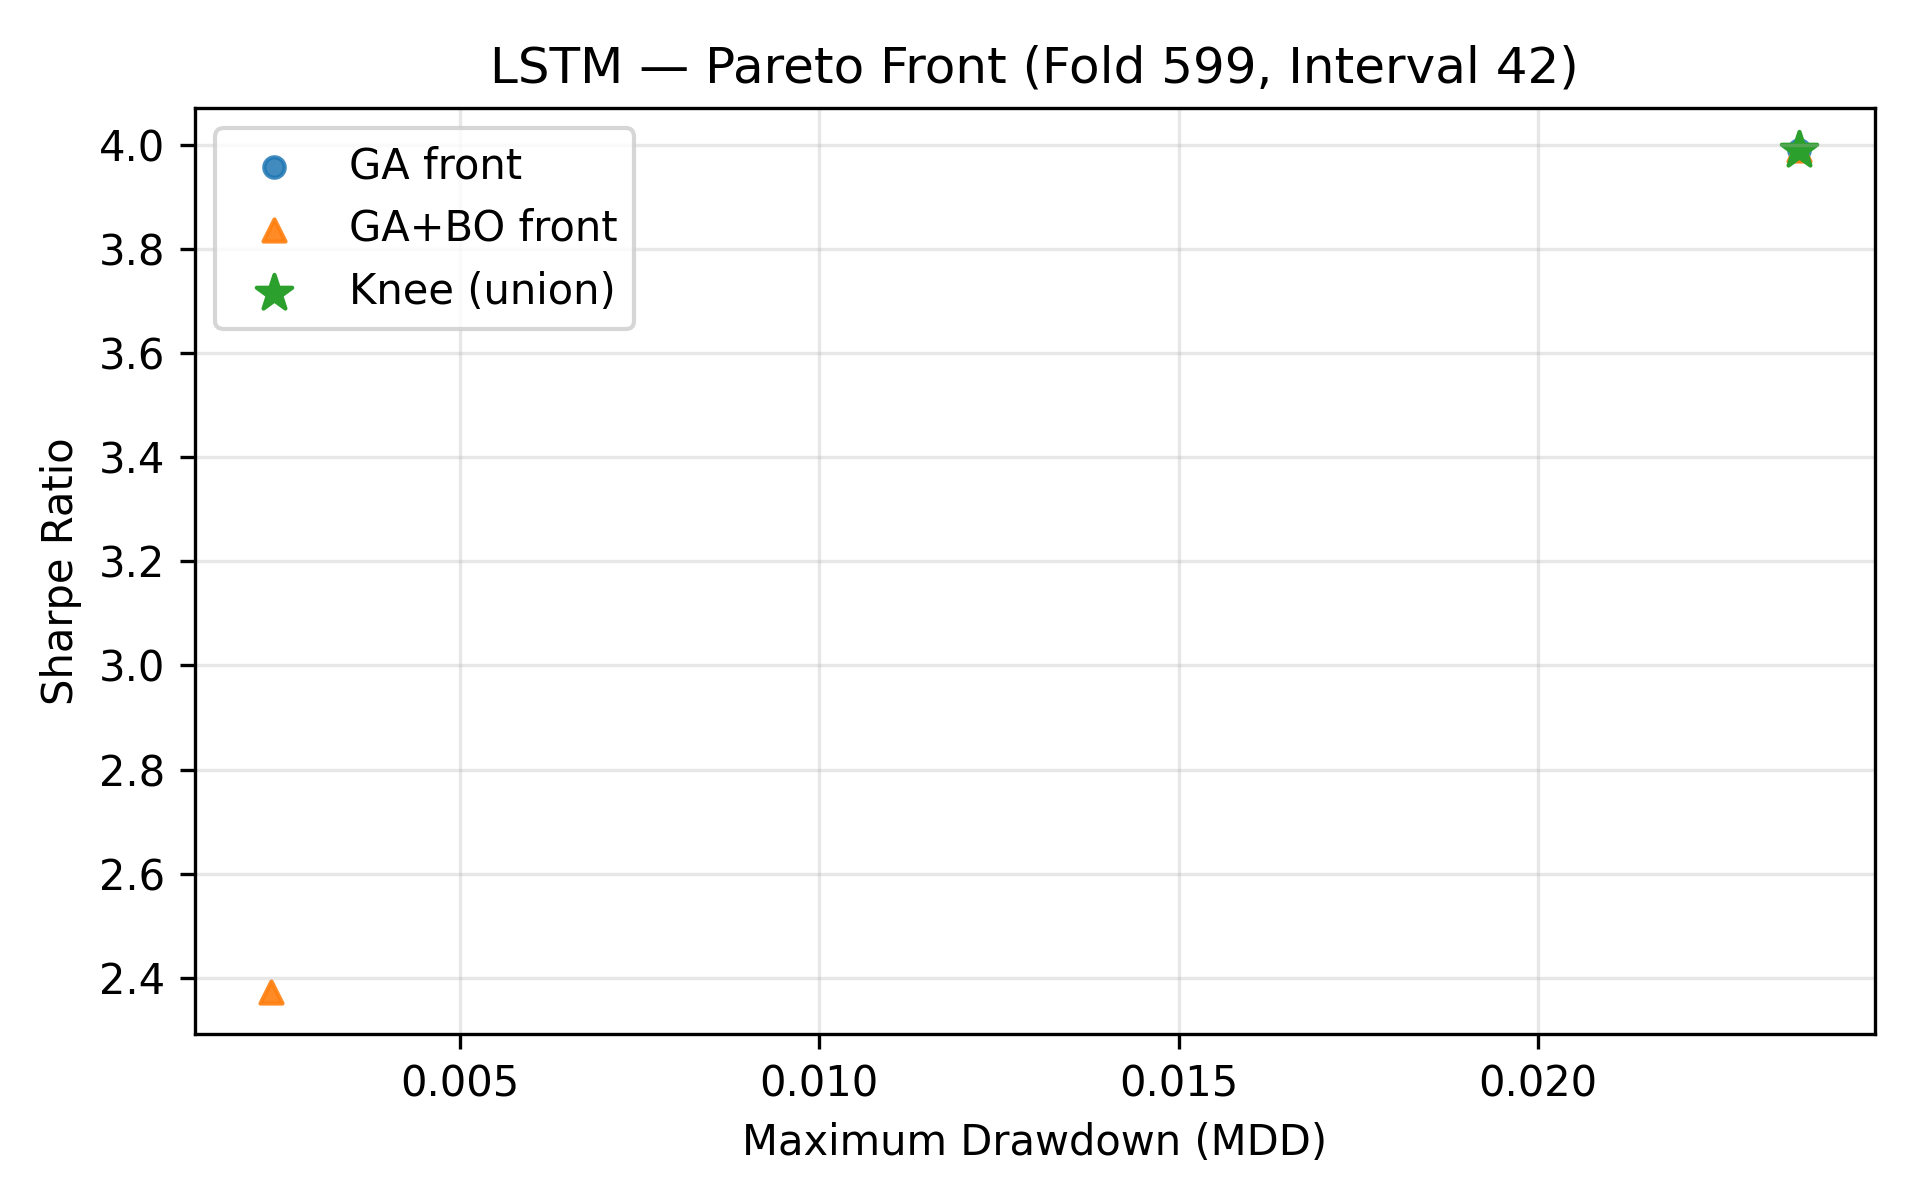 LSTM — Pareto Front (Fold 599, Interval 42)
GA front
GA+BO front
Knee (union)
4.0
3.8
3.6
3.4
3.2
3.0
2.8
2.6
2.4
Sharpe Ratio
0.005 0.010 0.015 0.020
Maximum Drawdown (MDD)